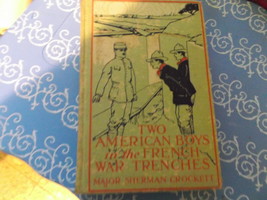 TWO
AMERICAN BOYS
in the FRENCH
WAR TRENCHES
MAJOR SHERMAN CROCKETT